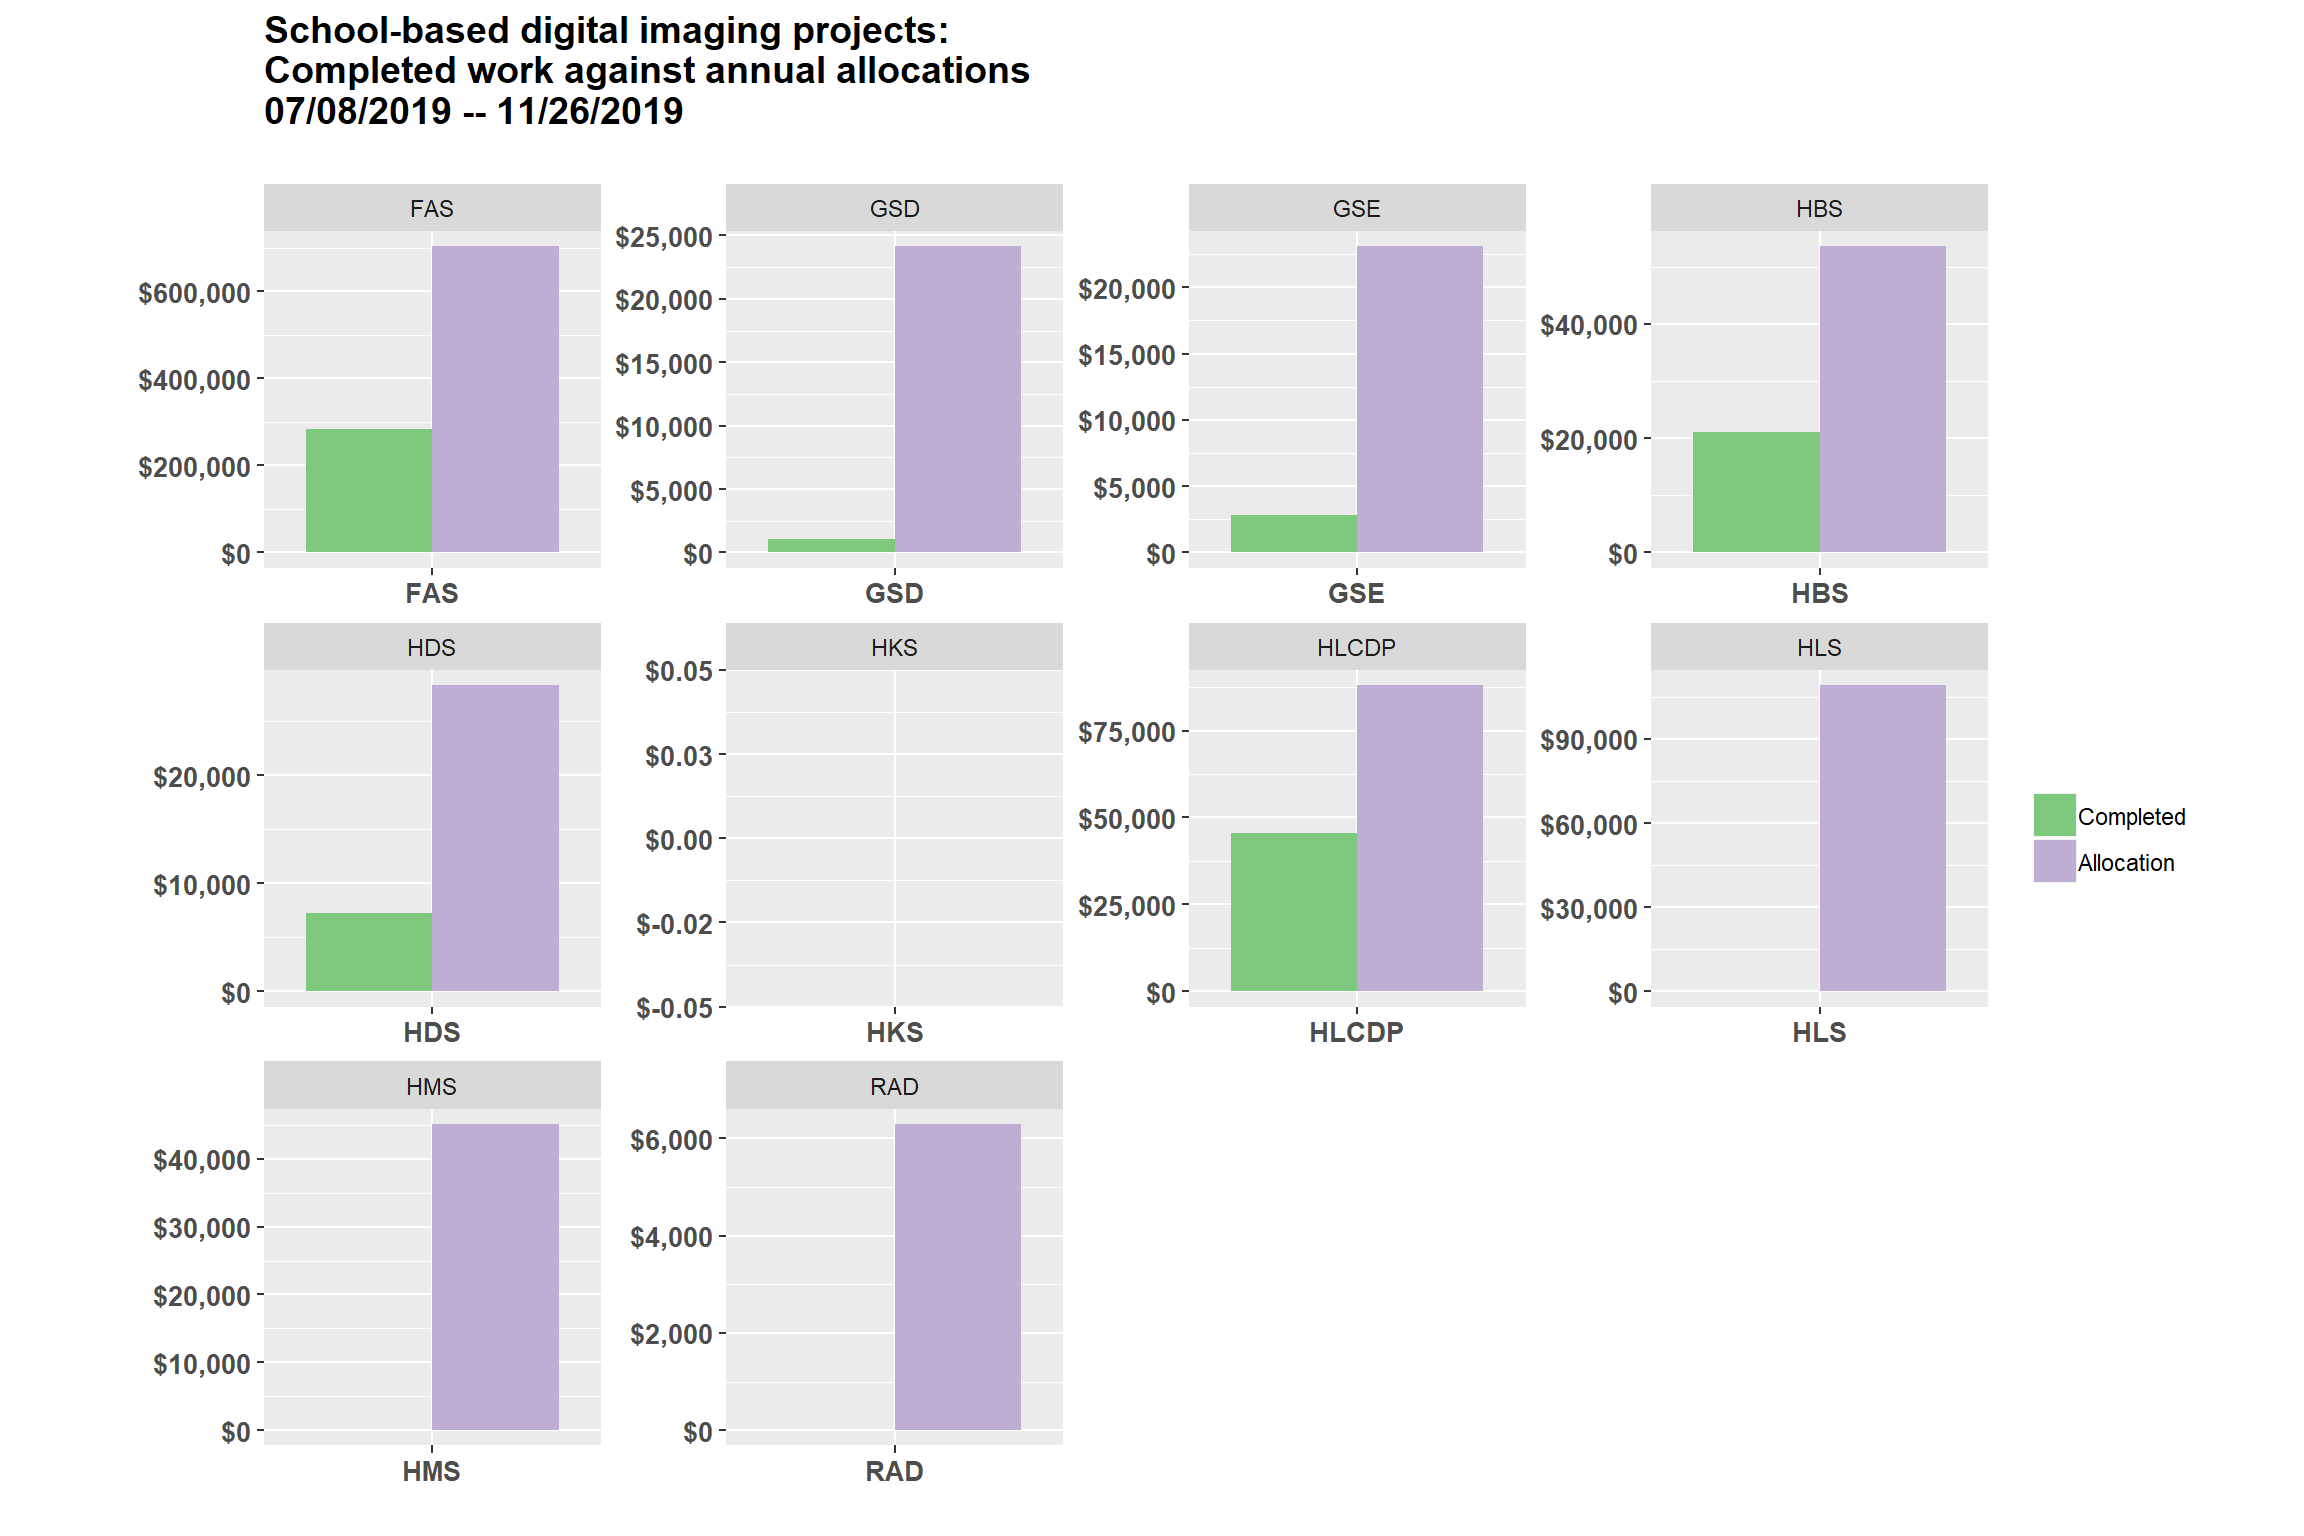 School-based digital imaging projects:
Completed work against annual allocations
07/08/2019 -- 11/26/2019
FAS
$600,000
$400,000
$200,000
$0
FAS
GSD
$25,000
$20,000
$15,000
$10,000
$5,000
$0
GSD
GSE
$20,000
$15,000
$10,000
$5,000
$0
GSE
HBS
$40,000
$20,000
$0
HBS
HDS
$20,000
$10,000
$0
HDS
HKS
$0.05
$0.03
$0.00
$-0.02
$-0.05
HKS
HLCDP
$75,000
$50,000
$25,000
$0
HLCDP
HLS
$90,000
$60,000
$30,000
$0
HLS
Completed
Allocation
HMS
$40,000
$30,000
$20,000
$10,000
$0
HMS
RAD
$6,000
$4,000
$2,000
$0
RAD